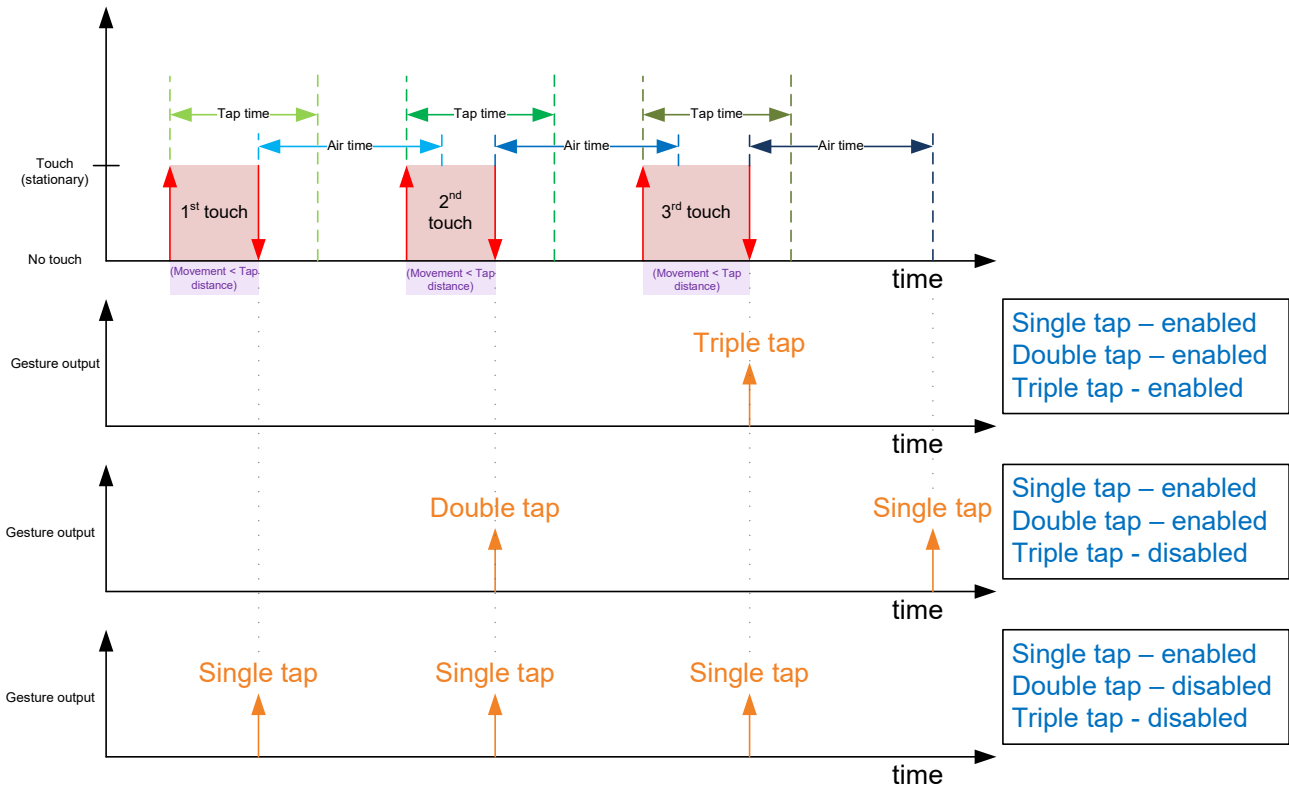 Tap time
Tap time
Tap time
Air time
Air time
Air time
Touch
(stationary)
1st touch
2nd
touch
3rd touch
No touch
(Movement < Tap
distance)
(Movement < Tap
distance)
(Movement < Tap
distance)
time
Triple tap
Gesture output
time
Single tap – enabled
Double tap – enabled
Triple tap - enabled
Double tap
Single tap
Gesture output
time
Single tap – enabled
Double tap – enabled
Triple tap - disabled
Single tap
Single tap
Single tap
Gesture output
time
Single tap – enabled
Double tap – disabled
Triple tap - disabled